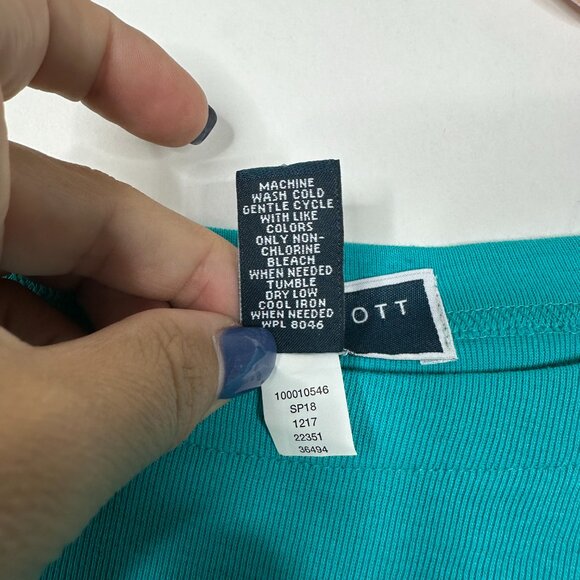 MACHINE
WASH COLD
GENTLE CYCLE
WITH LIKE
COLORS
ONLY NON-
CHLORINE
BLEACH
WHEN NEEDED
TUMBLE
DRY LOW
COOL IRON
WHEN NEEDED
WPL 8046
OTT
100010546
SP18
1217
22351
36494